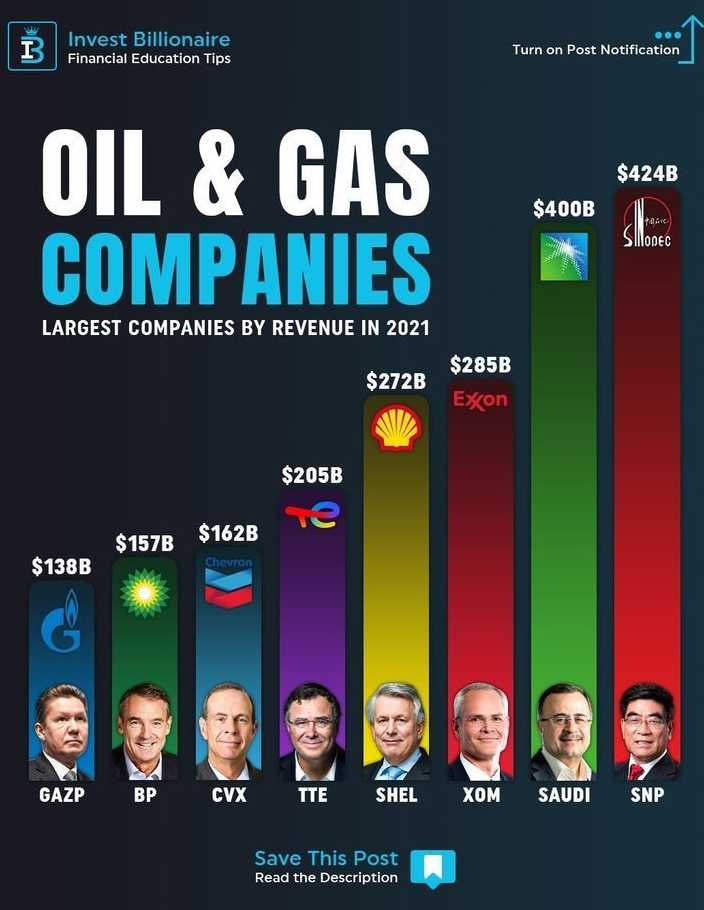 Invest Billionaire
Financial Education Tips
Turn on Post Notification
OIL & GAS
COMPANIES
LARGEST COMPANIES BY REVENUE IN 2021
$424B
$400B
SINOPEC
$285B
$272B
Exxon
$205B
$162B
$157B
Chevron
$138B
GAZP BP CVX TTE SHEL XOM SAUDI SNP
Save This Post
Read the Description